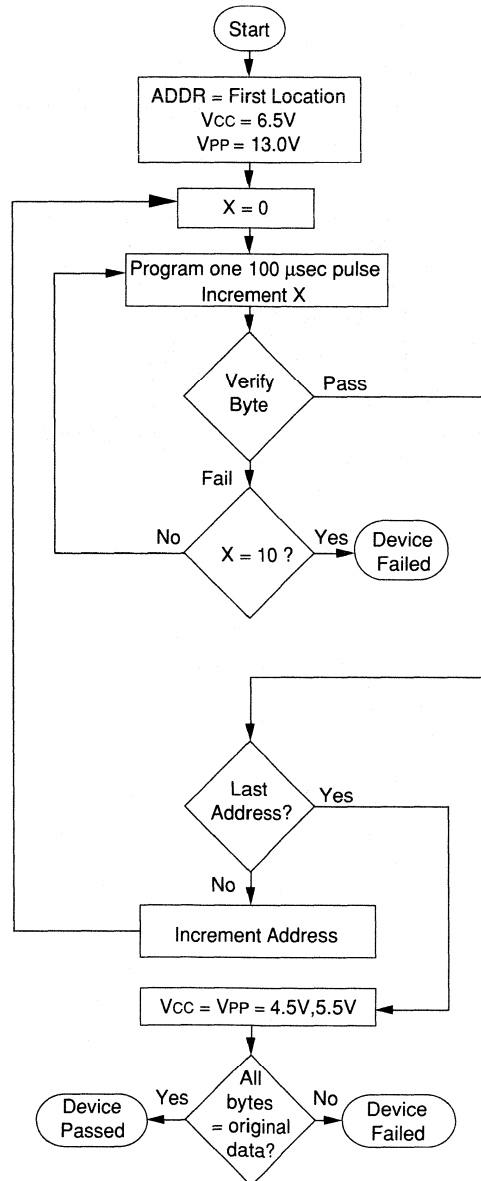 Start
ADDR = First Location
VCC = 6.5V
VPP = 13.0V
X = 0
Program one 100 μsec pulse
Increment X
Verify
Byte
Pass
Fail
No
X = 10 ?
Yes
Device
Failed
Last
Address?
Yes
No
Increment Address
VCC = VPP = 4.5V,5.5V
All
bytes
= original
data?
Yes
No
Device
Passed
Device
Failed